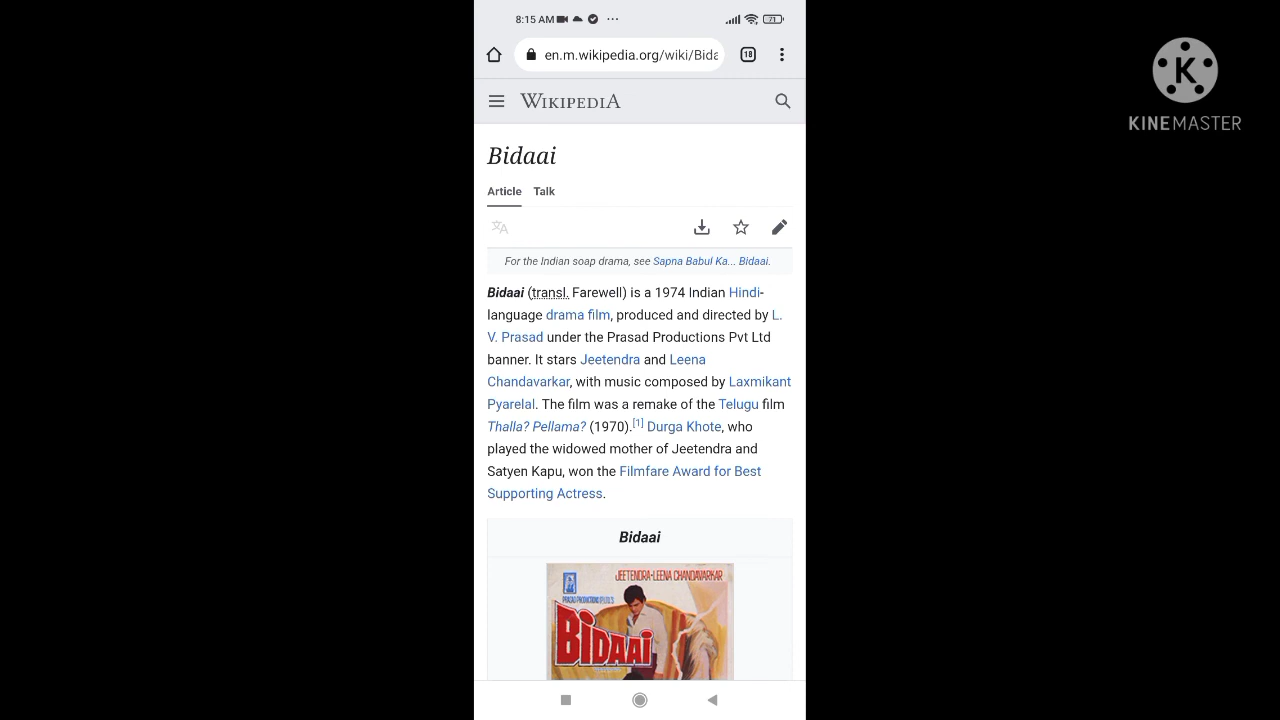 8:15 AM
71
en.m.wikipedia.org/wiki/Bida
18
WIKIPEDIA
K
KINEMASTER
Bidaai
Article Talk
For the Indian soap drama, see Sapna Babul Ka... Bidaai.
Bidaai (transl. Farewell) is a 1974 Indian Hindi-
language drama film, produced and directed by L.
V. Prasad under the Prasad Productions Pvt Ltd
banner. It stars Jeetendra and Leena
Chandavarkar, with music composed by Laxmikant
Pyarelal. The film was a remake of the Telugu film
Thalla? Pellama? (1970).[1] Durga Khote, who
played the widowed mother of Jeetendra and
Satyen Kapu, won the Filmfare Award for Best
Supporting Actress.
Bidaai
JEETENDRA-LEENA CHANDAVARKAR
BIDAAI